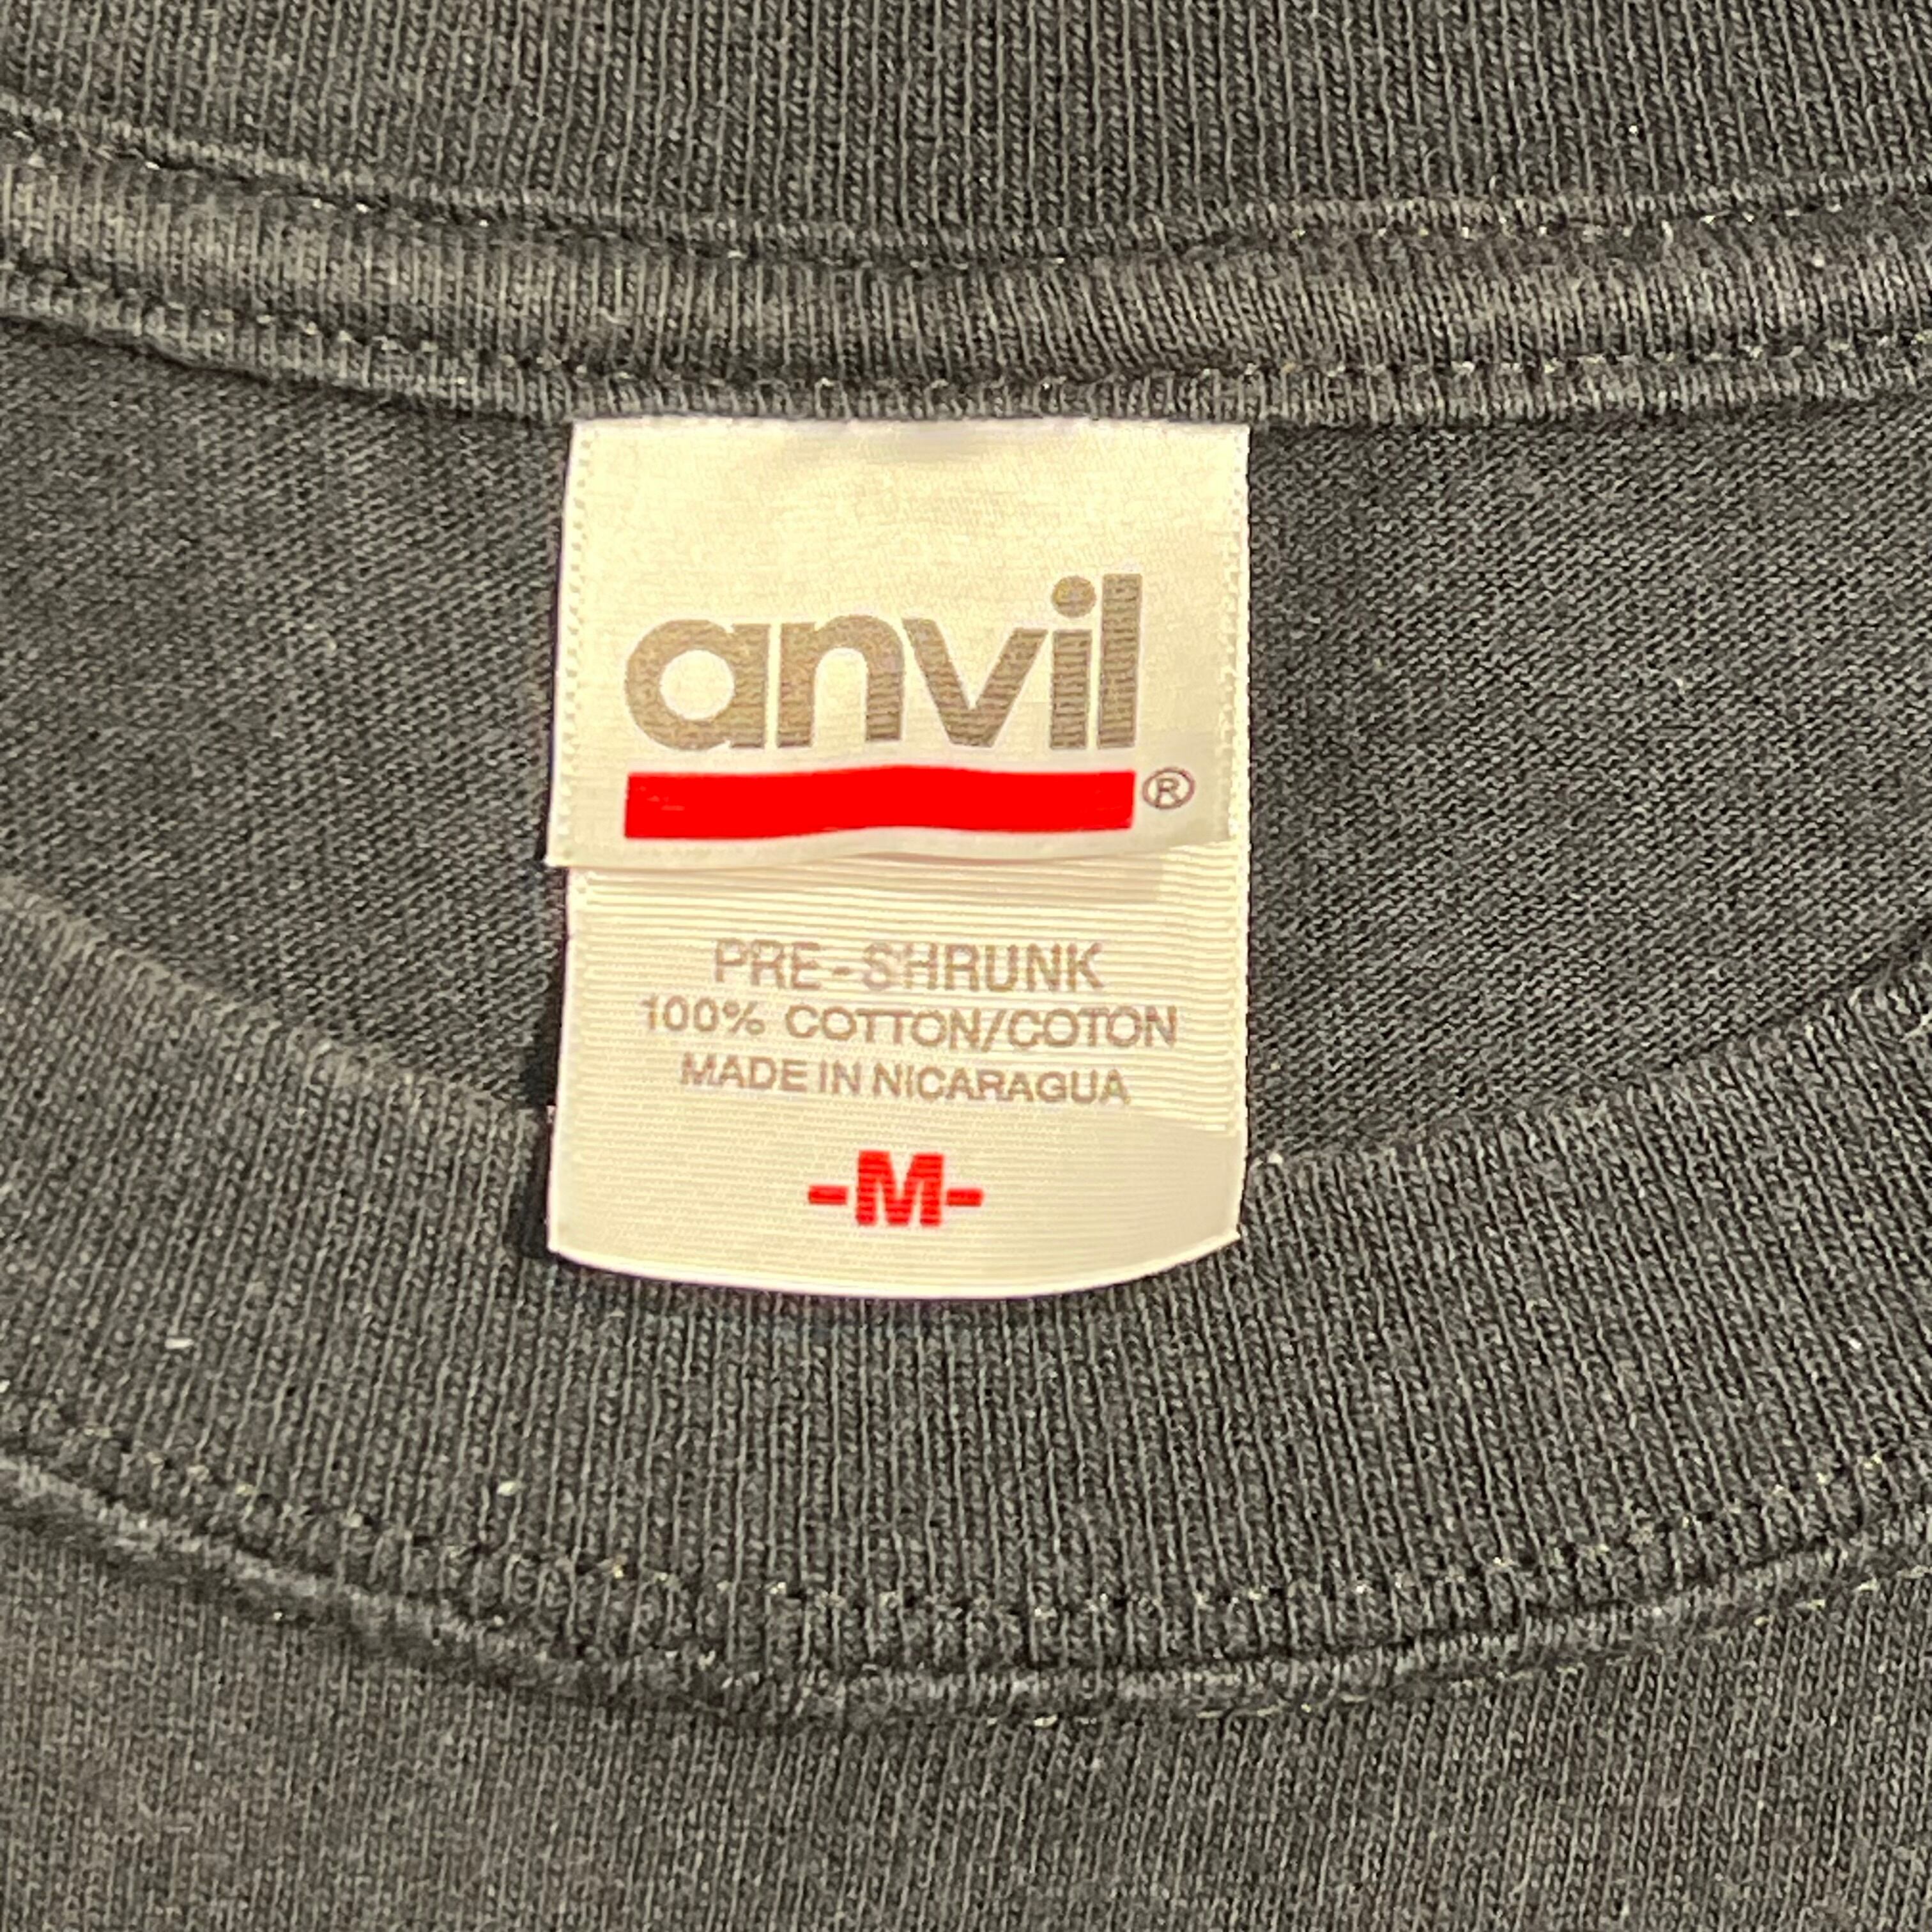 anvil
®
PRE-SHRUNK
100% COTTON/COTON
MADE IN NICARAGUA
-M-